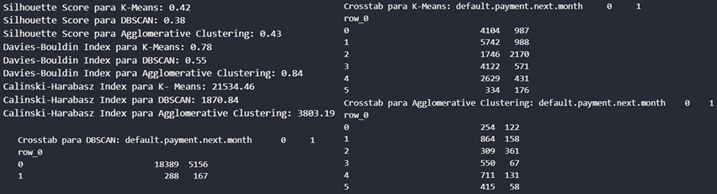 Silhouette Score para K-Means: 0.42
Silhouette Score para DBSCAN: 0.38
Silhouette Score para Agglomerative Clustering: 0.43
Davies-Bouldin Index para K-Means: 0.78
Davies-Bouldin Index para DBSCAN: 0.55
Davies-Bouldin Index para Agglomerative Clustering: 0.84
Calinski-Harabasz Index para K- Means: 21534.46
Calinski-Harabasz Index para DBSCAN: 1870.84
Calinski-Harabasz Index para Agglomerative Clustering: 3803.19
Crosstab para DBSCAN: default.payment.next.month 0 1
row_0
0 18389 5156
1 288 167
Crosstab para K-Means: default.payment.next.month 0 1
row_0
0 4104 987
1 5742 988
2 1746 2170
3 4122 571
4 2629 431
5 334 176
Crosstab para Agglomerative Clustering: default.payment.next.month 0 1
row_0
0 254 122
1 864 158
2 309 361
3 550 67
4 711 131
5 415 58